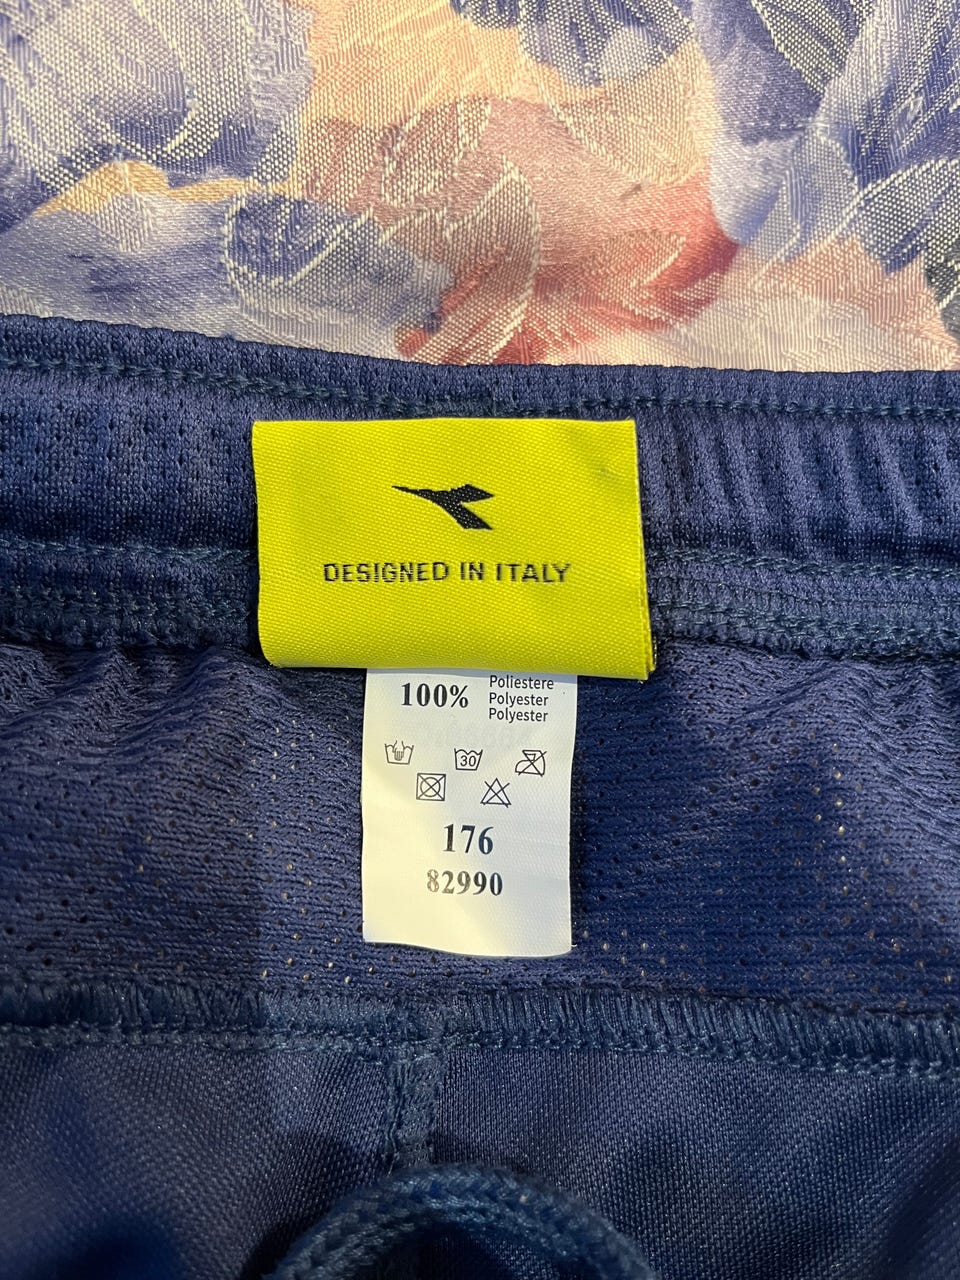 DESIGNED IN ITALY
100% Poliestere
Polyester
Polyester
30
176
82990